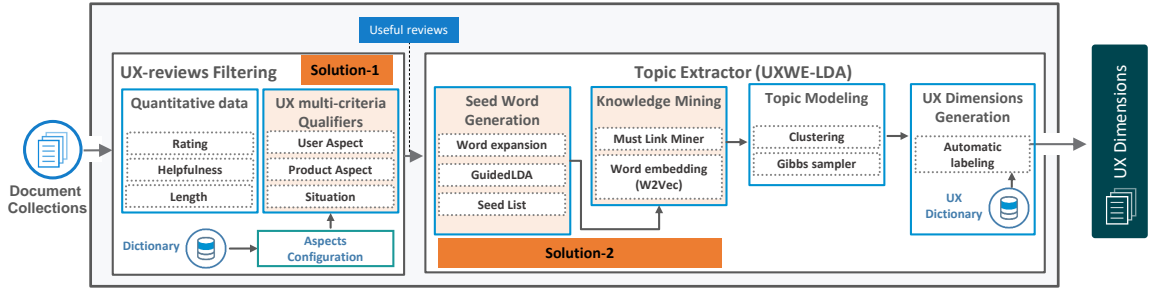 Useful reviews
UX-reviews Filtering
Solution-1
Quantitative data
Rating
Helpfulness
Length
UX multi-criteria
Qualifiers
User Aspect
Product Aspect
Situation
Dictionary
Aspects
Configuration
Document
Collections
Topic Extractor (UXWE-LDA)
Seed Word
Generation
Word expansion
GuidedLDA
Seed List
Knowledge Mining
Must Link Miner
Word embedding
(W2Vec)
Solution-2
Topic Modeling
Clustering
Gibbs sampler
UX Dimensions
Generation
Automatic
labeling
UX
Dictionary
UX Dimensions